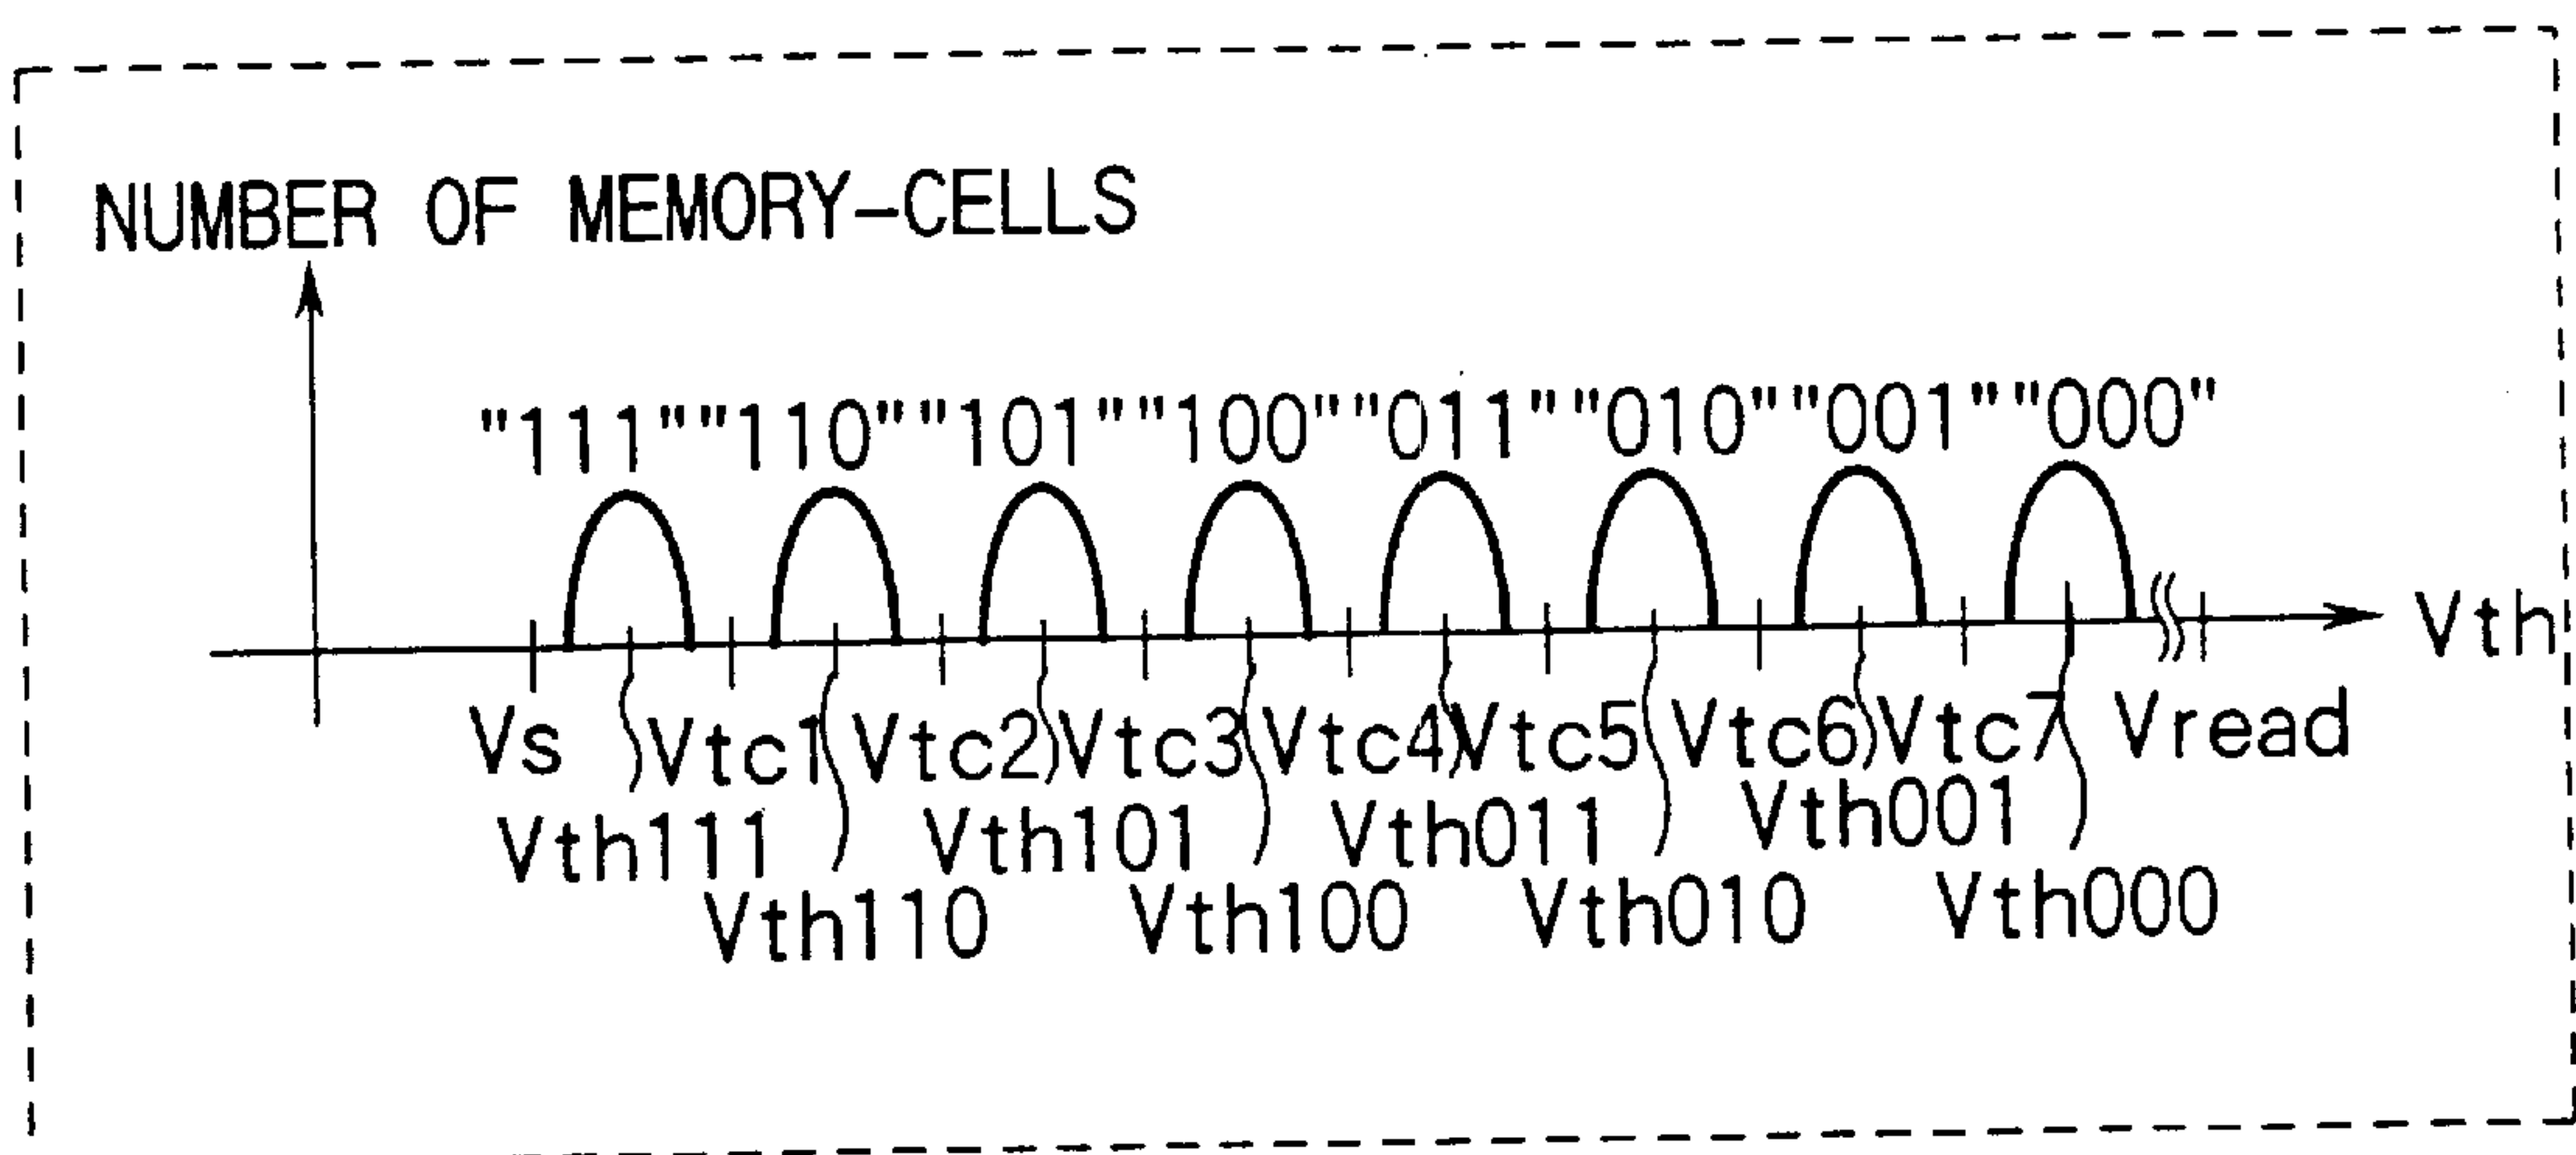 NUMBER OF MEMORY-CELLS
"111" "110" "101" "100" "011" "010" "001" "000"
Vth
Vs Vtc1 Vtc2 Vtc3 Vtc4 Vtc5 Vtc6 Vtc7 Vread
Vth111 Vth101 Vth011 Vth001
Vth110 Vth100 Vth010 Vth000